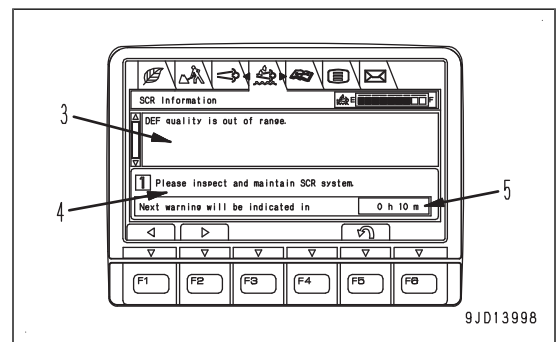 SCR Information
E F
DEF quality is out of range.
3
1 Please inspect and maintain SCR system.
4
Next warning will be indicated in 0 h 10 m
5
F1 F2 F3 F4 F5 F6
9JD13998